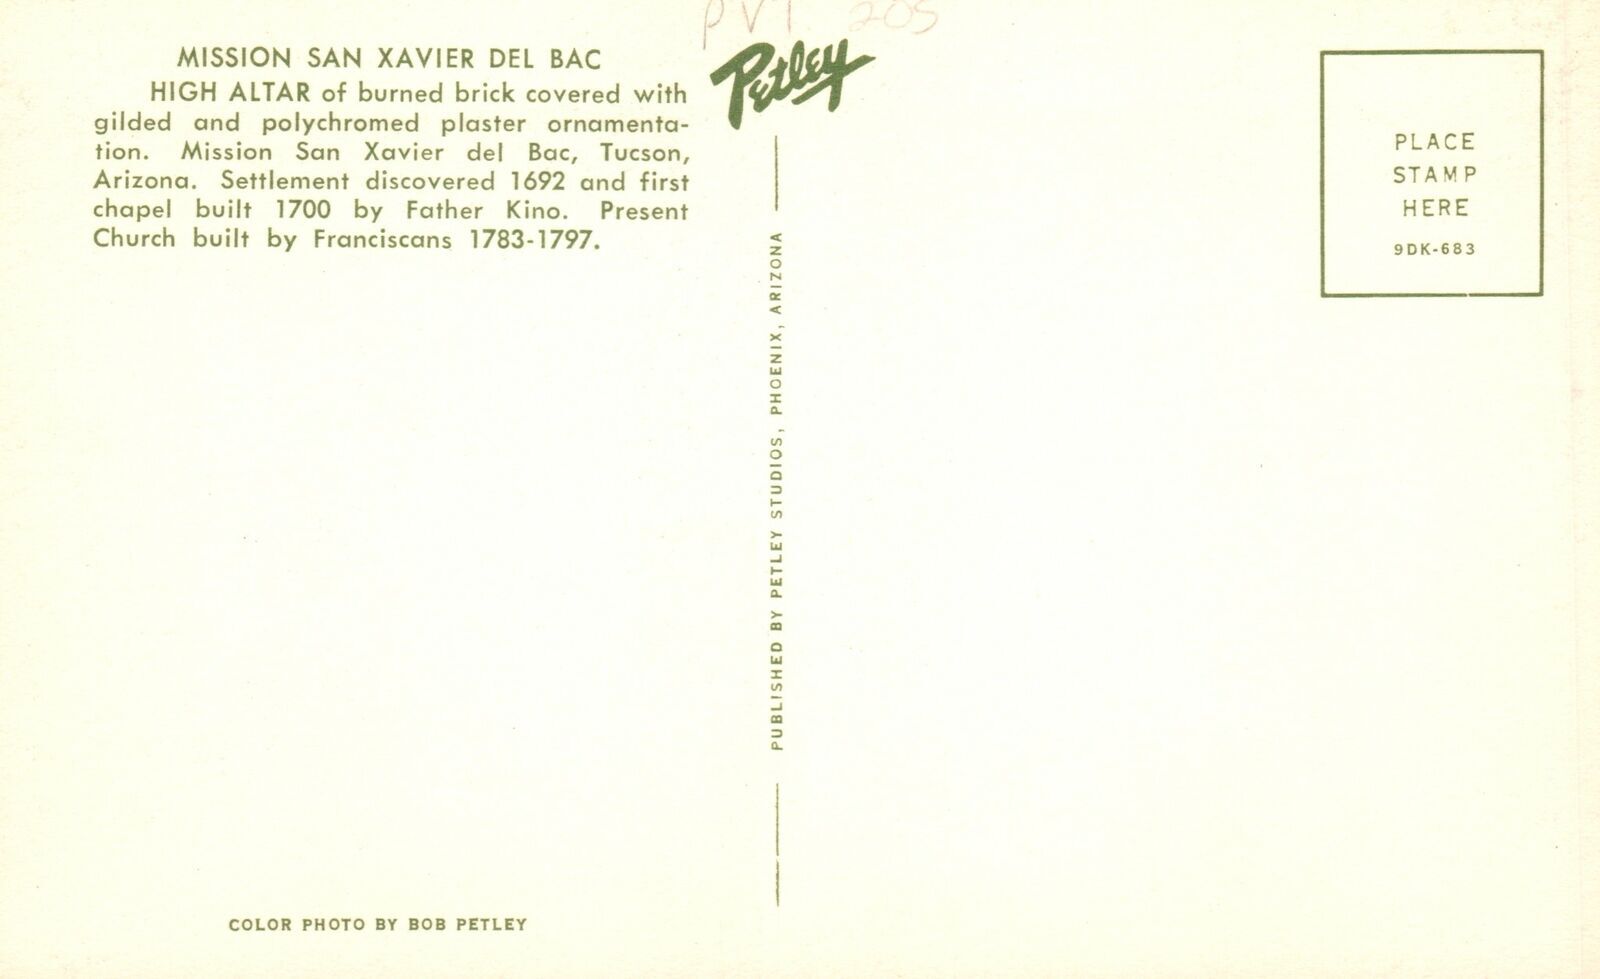 PVT 205
MISSION SAN XAVIER DEL BAC
HIGH ALTAR of burned brick covered with
gilded and polychromed plaster ornamenta-
tion. Mission San Xavier del Bac, Tucson,
Arizona. Settlement discovered 1692 and first
chapel built 1700 by Father Kino. Present
Church built by Franciscans 1783-1797.
Petley
PUBLISHED BY PETLEY STUDIOS, PHOENIX, ARIZONA
PLACE
STAMP
HERE
9DK-683
COLOR PHOTO BY BOB PETLEY